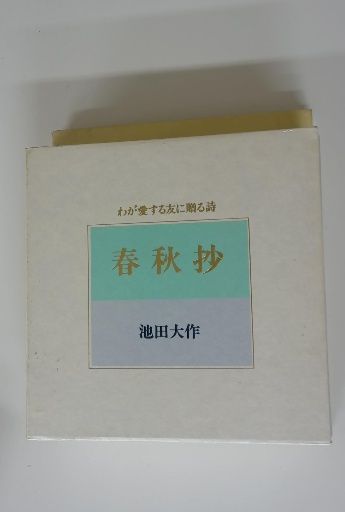 わが愛する友に贈る詩
春秋抄
池田大作